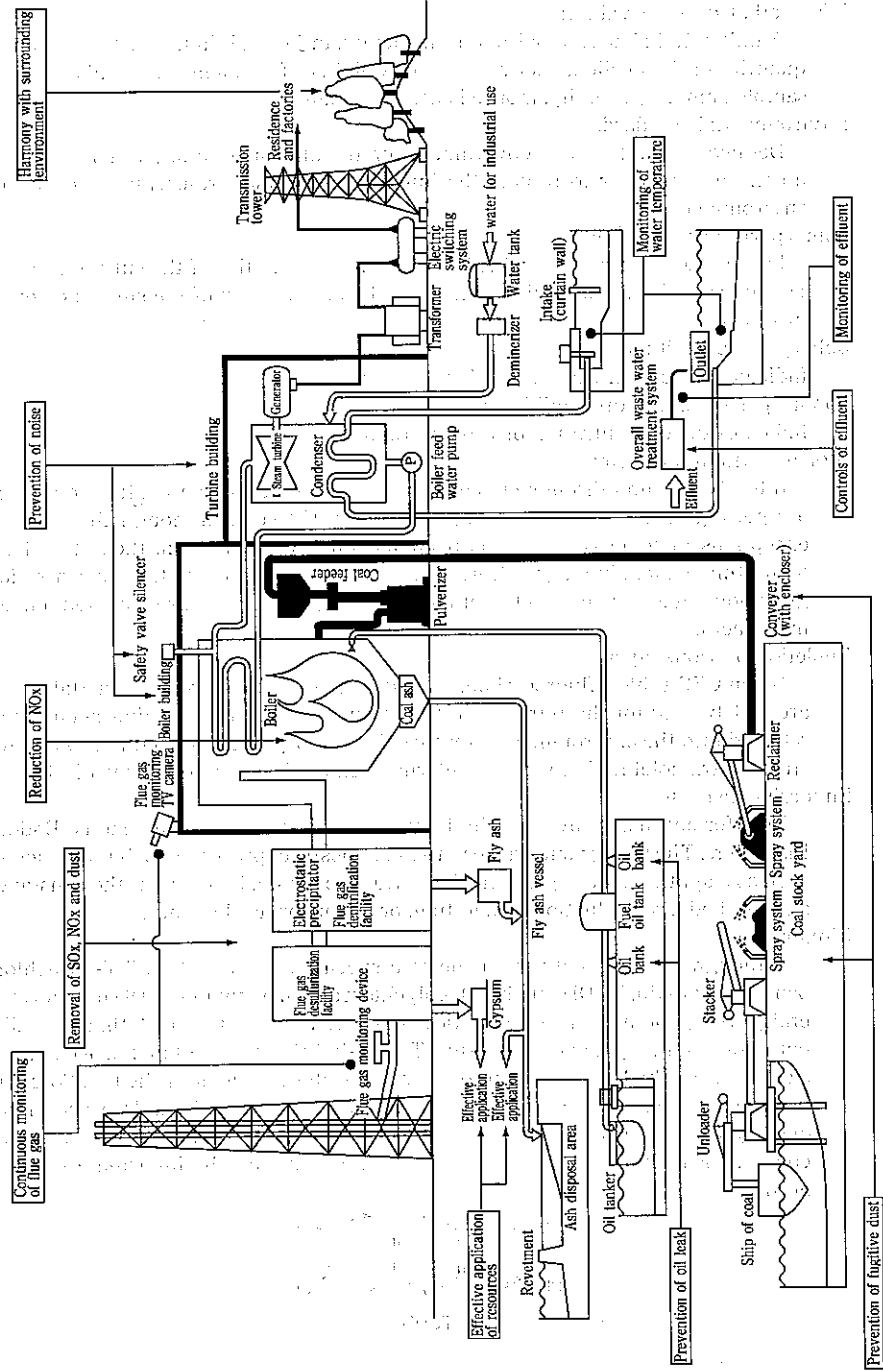 Harmony with surrounding
environment
Prevention of noise
Reduction of NOx
Removal of SOx, NOx and dust
Continuous monitoring
of flue gas
Transmission
tower
Residence
and factories
Electric
switching
system
Transformer
Turbine building
Generator
Steam turbine
Condenser
Boiler feed
water pump
P
Safety valve silencer
Boiler building
Boiler
Coal ash
Coal feeder
Pulverizer
Flue gas
monitoring
TV camera
Electrostatic
precipitator
Flue gas
denitrification
facility
Flue gas
desulfurization
facility
Flue gas monitoring device
water for industrial use
Water tank
Deminerizer
Intake
(curtain wall)
Monitoring of
water temperature
Outlet
Overall waste water
treatment system
Effluent
Monitoring of effluent
Controls of effluent
Fly ash
Fly ash vessel
Gypsum
Effective
application
Effective
application
Effective application
of resources
Ash disposal area
Revetment
Oil
bank
Fuel
oil tank
Oil
bank
Oil tanker
Prevention of oil leak
Conveyer
(with encloser)
Reclaimer
Spray system
Spray system
Coal stock yard
Stacker
Unloader
Ship of coal
Prevention of fugitive dust